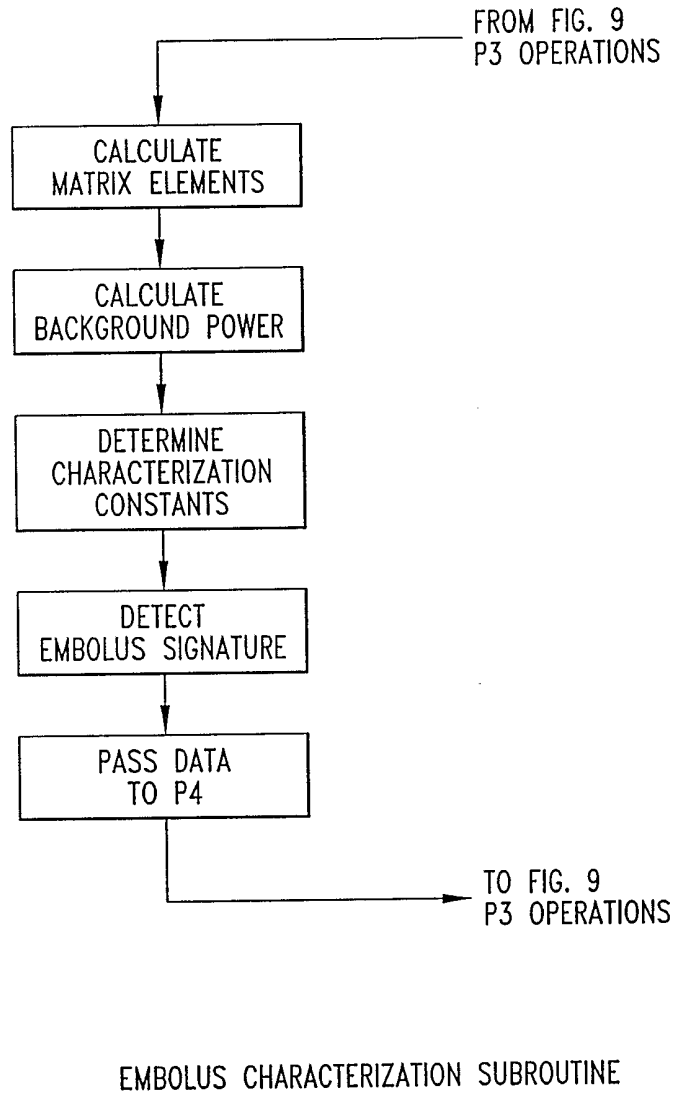 FROM FIG. 9
P3 OPERATIONS
CALCULATE
MATRIX ELEMENTS
CALCULATE
BACKGROUND POWER
DETERMINE
CHARACTERIZATION
CONSTANTS
DETECT
EMBOLUS SIGNATURE
PASS DATA
TO P4
TO FIG. 9
P3 OPERATIONS
EMBOLUS CHARACTERIZATION SUBROUTINE